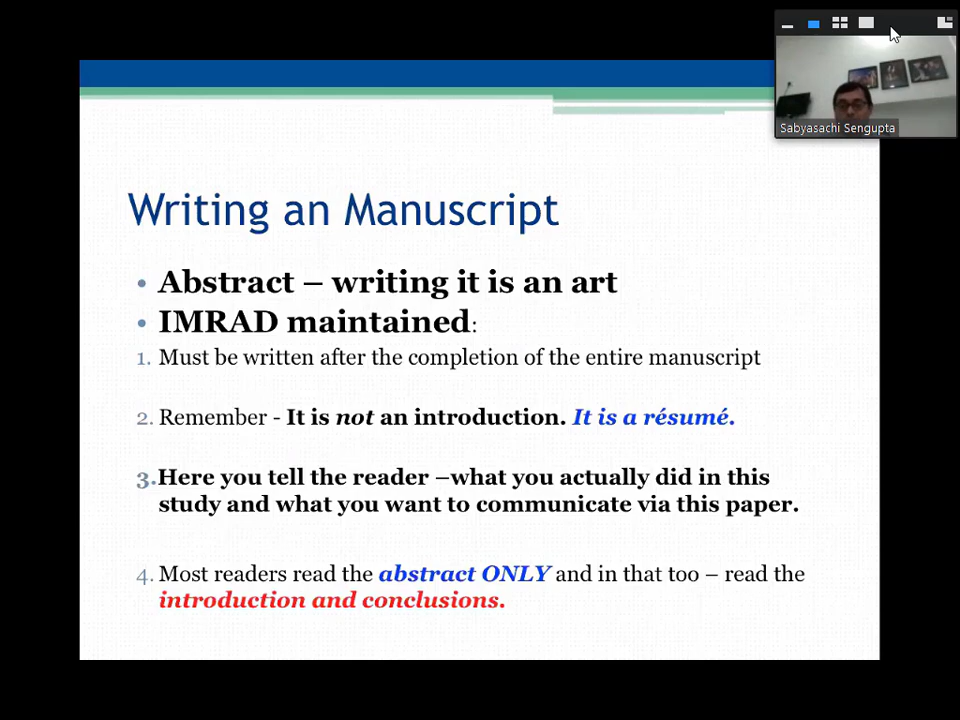 Sabyasachi Sengupta
Writing an Manuscript
• Abstract – writing it is an art
• IMRAD maintained:
1. Must be written after the completion of the entire manuscript
2. Remember - It is not an introduction. It is a résumé.
3.Here you tell the reader –what you actually did in this
study and what you want to communicate via this paper.
4. Most readers read the abstract ONLY and in that too – read the
introduction and conclusions.